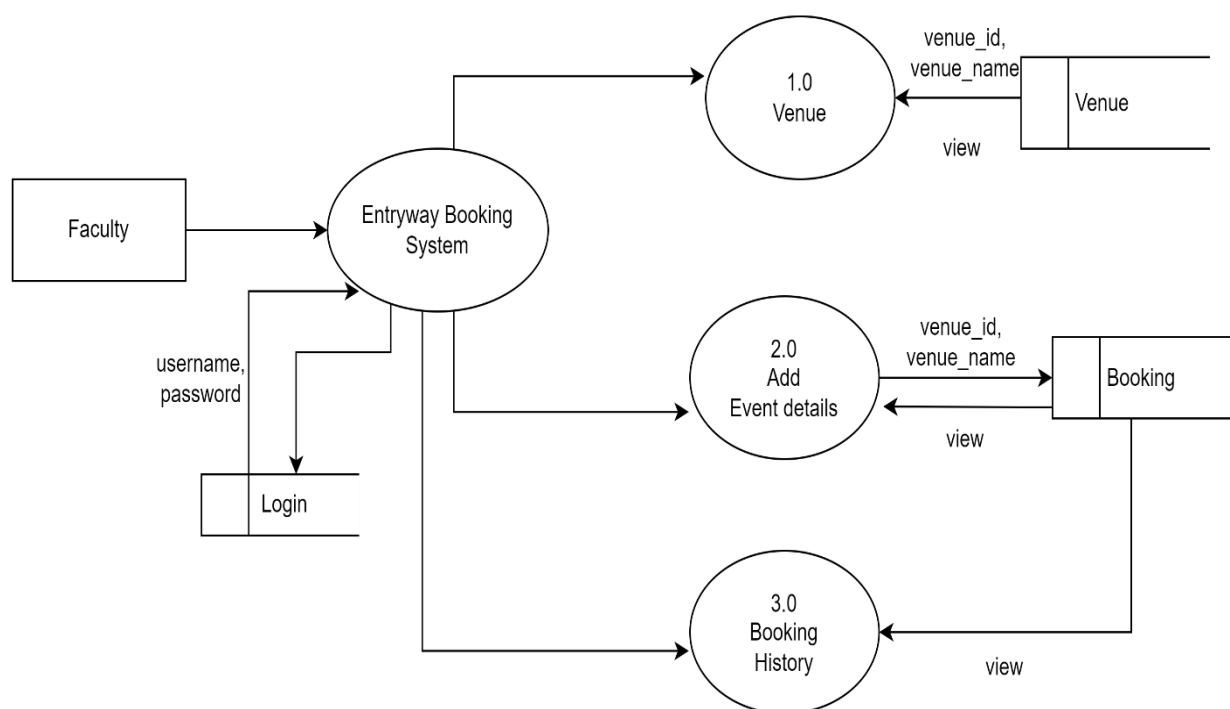 1.0
Venue
venue_id,
venue_name
Venue
view
Faculty
Entryway Booking
System
username,
password
Login
2.0
Add
Event details
venue_id,
venue_name
Booking
view
3.0
Booking
History
view